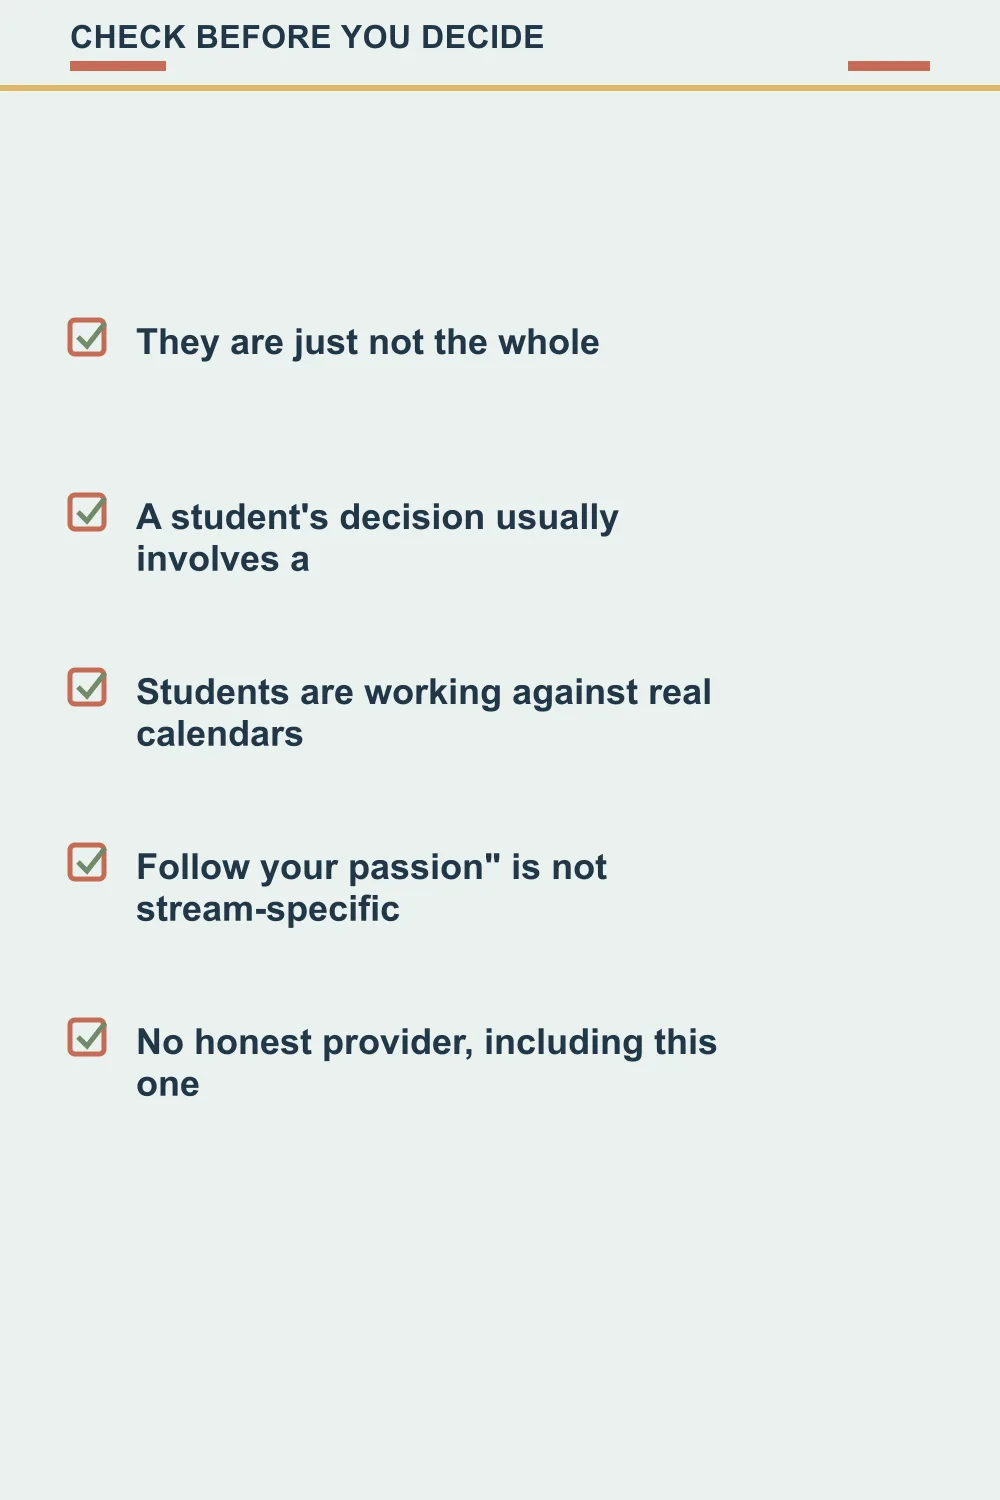 CHECK BEFORE YOU DECIDE
They are just not the whole
A student's decision usually
involves a
Students are working against real
calendars
Follow your passion" is not
stream-specific
No honest provider, including this
one